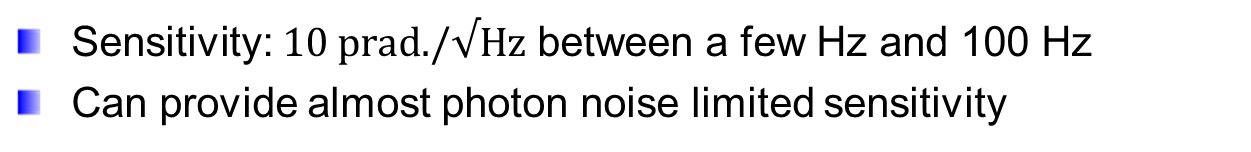 Sensitivity: 10 prad./√Hz between a few Hz and 100 Hz
Can provide almost photon noise limited sensitivity